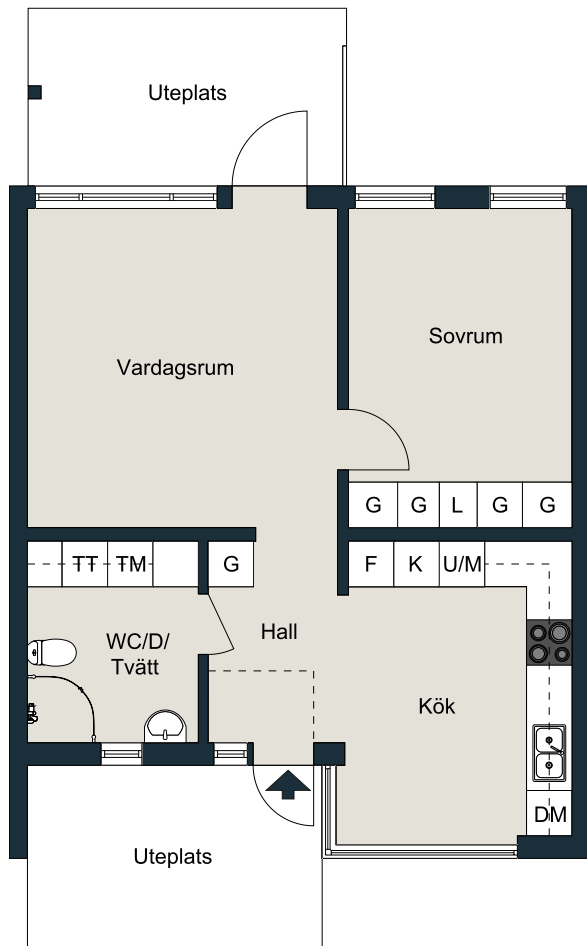 Uteplats
Sovrum
Vardagsrum
G G L G G
TT TM
G
F K U/M
WC/D/
Tvätt
Hall
Kök
DM
Uteplats